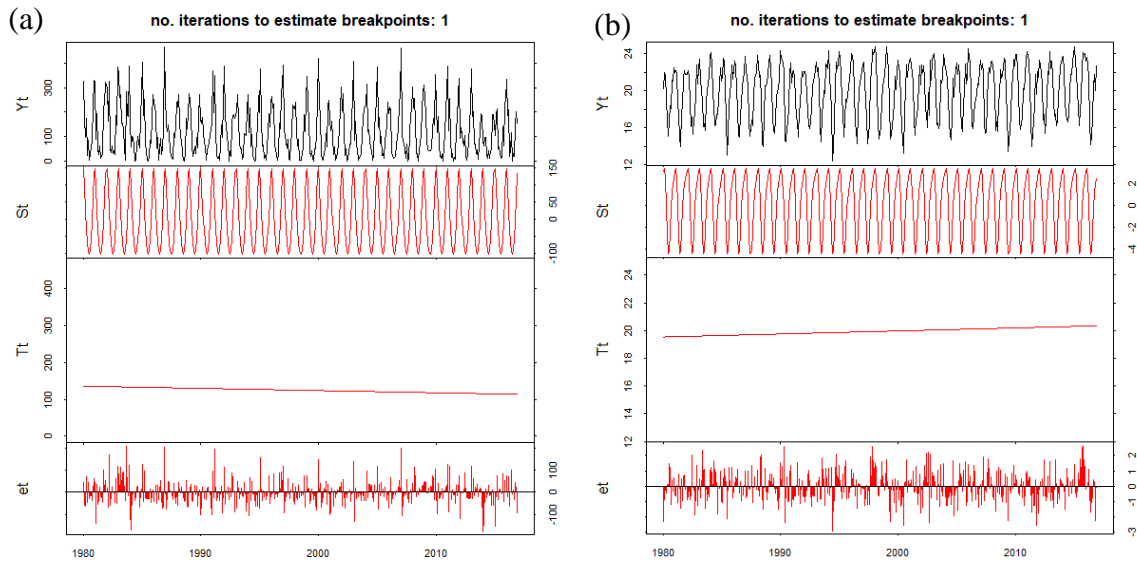 (a)
no. iterations to estimate breakpoints: 1
Yt
0 100 300
St
-100 0 50 150
Tt
0 100 200 300 400
et
-100 0 100
1980 1990 2000 2010
(b)
no. iterations to estimate breakpoints: 1
Yt
12 16 20 24
St
-4 -2 0 2
Tt
12 14 16 18 20 22 24
et
-3 -1 0 1 2
1980 1990 2000 2010